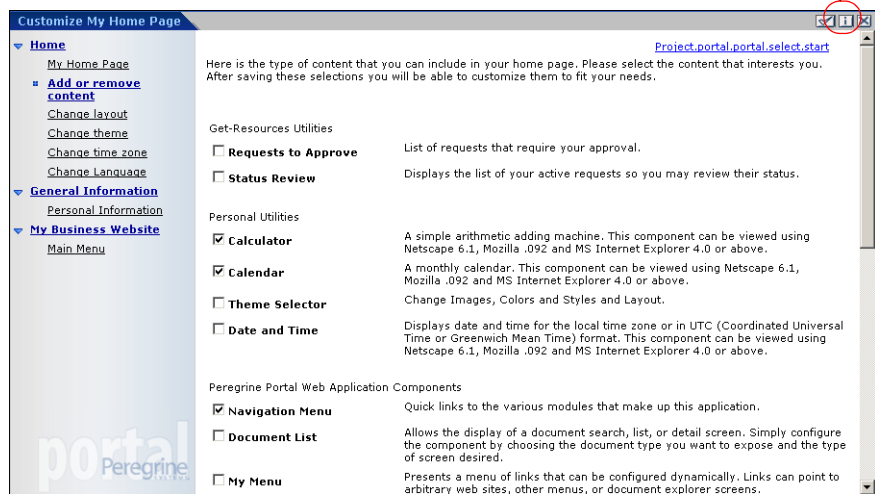 Customize My Home Page
Home
My Home Page
Add or remove
content
Change layout
Change theme
Change time zone
Change Language
General Information
Personal Information
My Business Website
Main Menu
Project.portal.portal.select.start
Here is the type of content that you can include in your home page. Please select the content that interests you.
After saving these selections you will be able to customize them to fit your needs.
Get-Resources Utilities
Requests to Approve
List of requests that require your approval.
Status Review
Displays the list of your active requests so you may review their status.
Personal Utilities
Calculator
A simple arithmetic adding machine. This component can be viewed using
Netscape 6.1, Mozilla .092 and MS Internet Explorer 4.0 or above.
Calendar
A monthly calendar. This component can be viewed using Netscape 6.1,
Mozilla .092 and MS Internet Explorer 4.0 or above.
Theme Selector
Change Images, Colors and Styles and Layout.
Date and Time
Displays date and time for the local time zone or in UTC (Coordinated Universal
Time or Greenwich Mean Time) format. This component can be viewed using
Netscape 6.1, Mozilla .092 and MS Internet Explorer 4.0 or above.
Peregrine Portal Web Application Components
Navigation Menu
Quick links to the various modules that make up this application.
Document List
Allows the display of a document search, list, or detail screen. Simply configure
the component by choosing the document type you want to expose and the type
of screen desired.
My Menu
Presents a menu of links that can be configured dynamically. Links can point to
arbitrary web sites, other menus, or document explorer screens.
portal
Peregrine